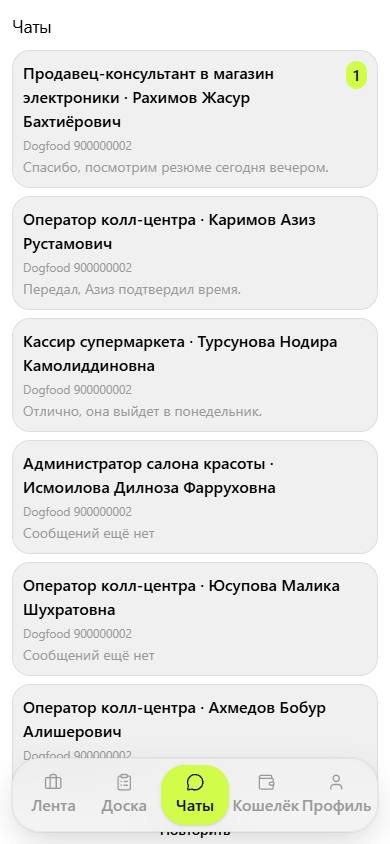 Чаты
Продавец-консультант в магазин
электроники · Рахимов Жасур
Бахтиёрович
1
Dogfood 900000002
Спасибо, посмотрим резюме сегодня вечером.
Оператор колл-центра · Каримов Азиз
Рустамович
Dogfood 900000002
Передал, Азиз подтвердил время.
Кассир супермаркета · Турсунова Нодира
Камолиддиновна
Dogfood 900000002
Отлично, она выйдет в понедельник.
Администратор салона красоты ·
Исмоилова Дилноза Фарруховна
Dogfood 900000002
Сообщений ещё нет
Оператор колл-центра · Юсупова Малика
Шухратовна
Dogfood 900000002
Сообщений ещё нет
Оператор колл-центра · Ахмедов Бобур
Алишерович
Dogfood 900000002
Лента
Доска
Чаты
Кошелёк
Профиль
Повторить